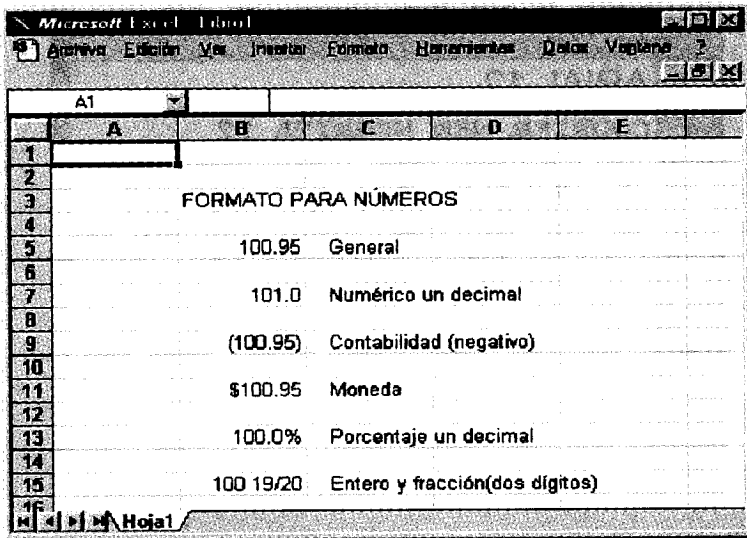 Microsoft Excel - Libro1
Archivo Edición Ver Insertar Formato Herramientas Datos Ventana ?
A1
A B C D E
1
2
3 FORMATO PARA NÚMEROS
4
5 100.95 General
6
7 101.0 Numérico un decimal
8
9 (100.95) Contabilidad (negativo)
10
11 $100.95 Moneda
12
13 100.0% Porcentaje un decimal
14
15 100 19/20 Entero y fracción(dos dígitos)
16
Hoja1